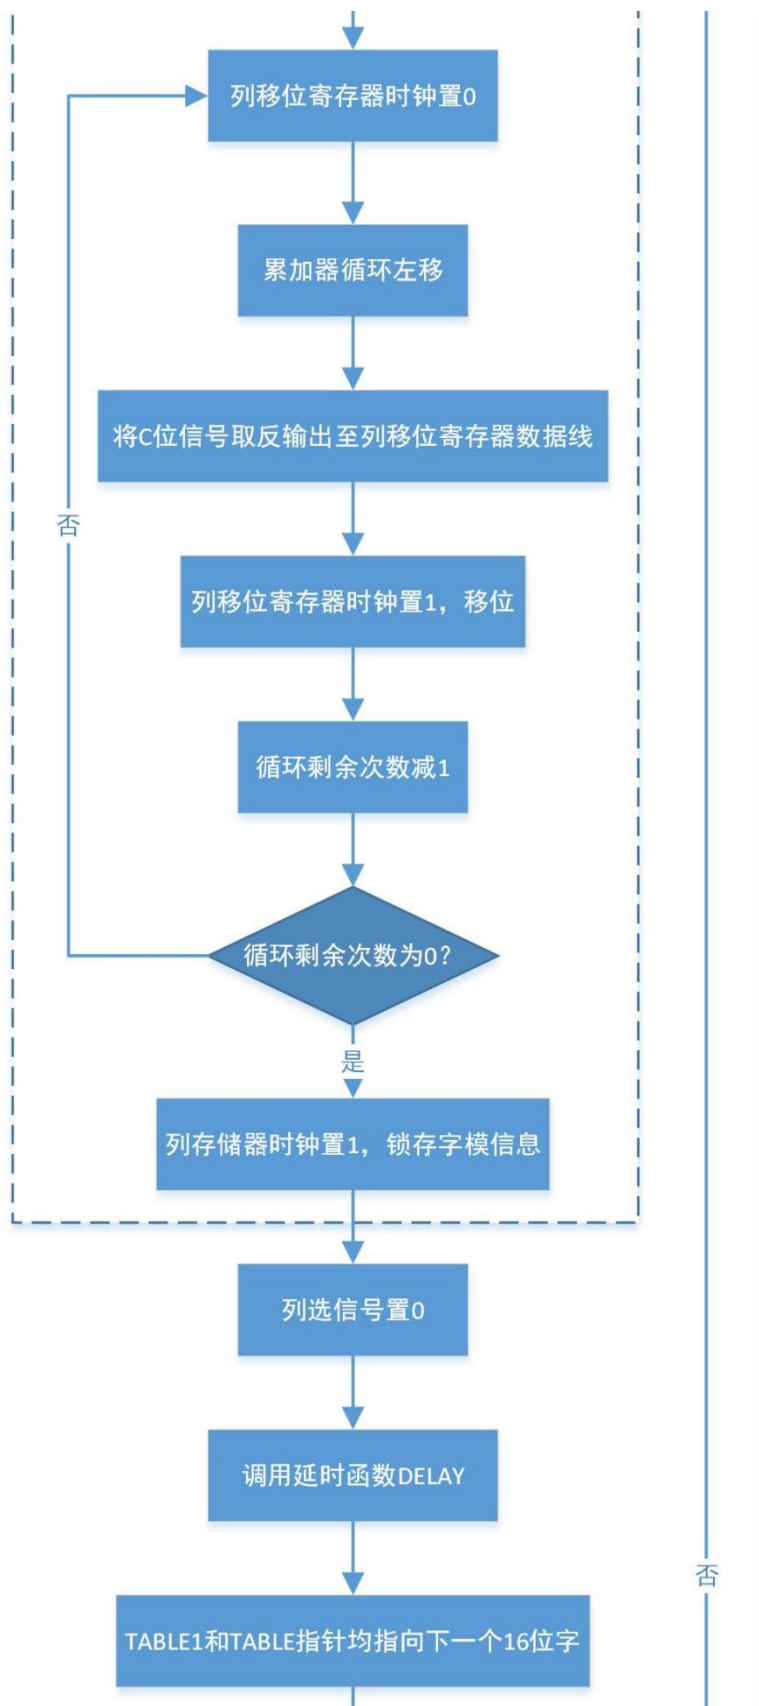 列移位寄存器时钟置0
累加器循环左移
将C位信号取反输出至列移位寄存器数据线
否
列移位寄存器时钟置1，移位
循环剩余次数减1
循环剩余次数为0?
是
列存储器时钟置1，锁存字模信息
列选信号置0
调用延时函数DELAY
否
TABLE1和TABLE指针均指向下一个16位字